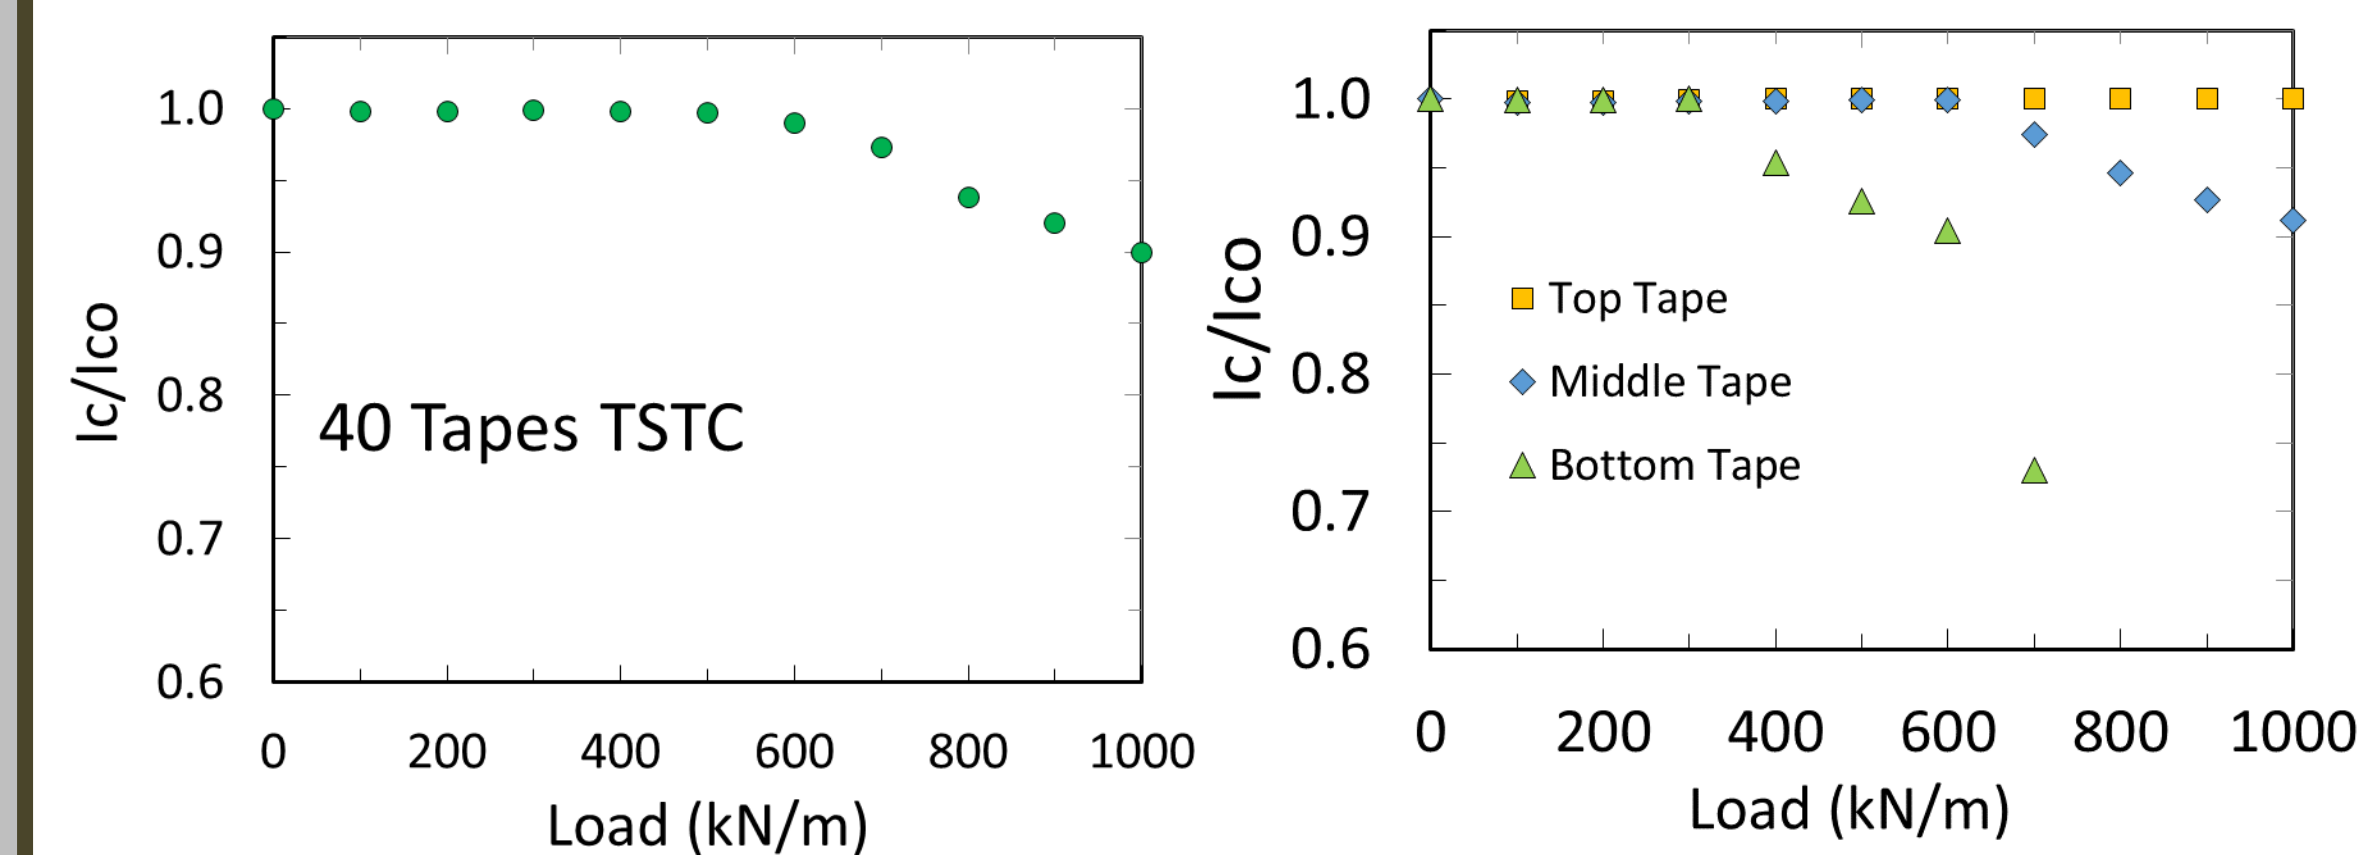 1.0
0.9
0.8
0.7
0.6
Ic/Ico
40 Tapes TSTC
0 200 400 600 800 1000
Load (kN/m)
1.0
0.9
0.8
0.7
0.6
Ic/Ico
Top Tape
Middle Tape
Bottom Tape
0 200 400 600 800 1000
Load (kN/m)